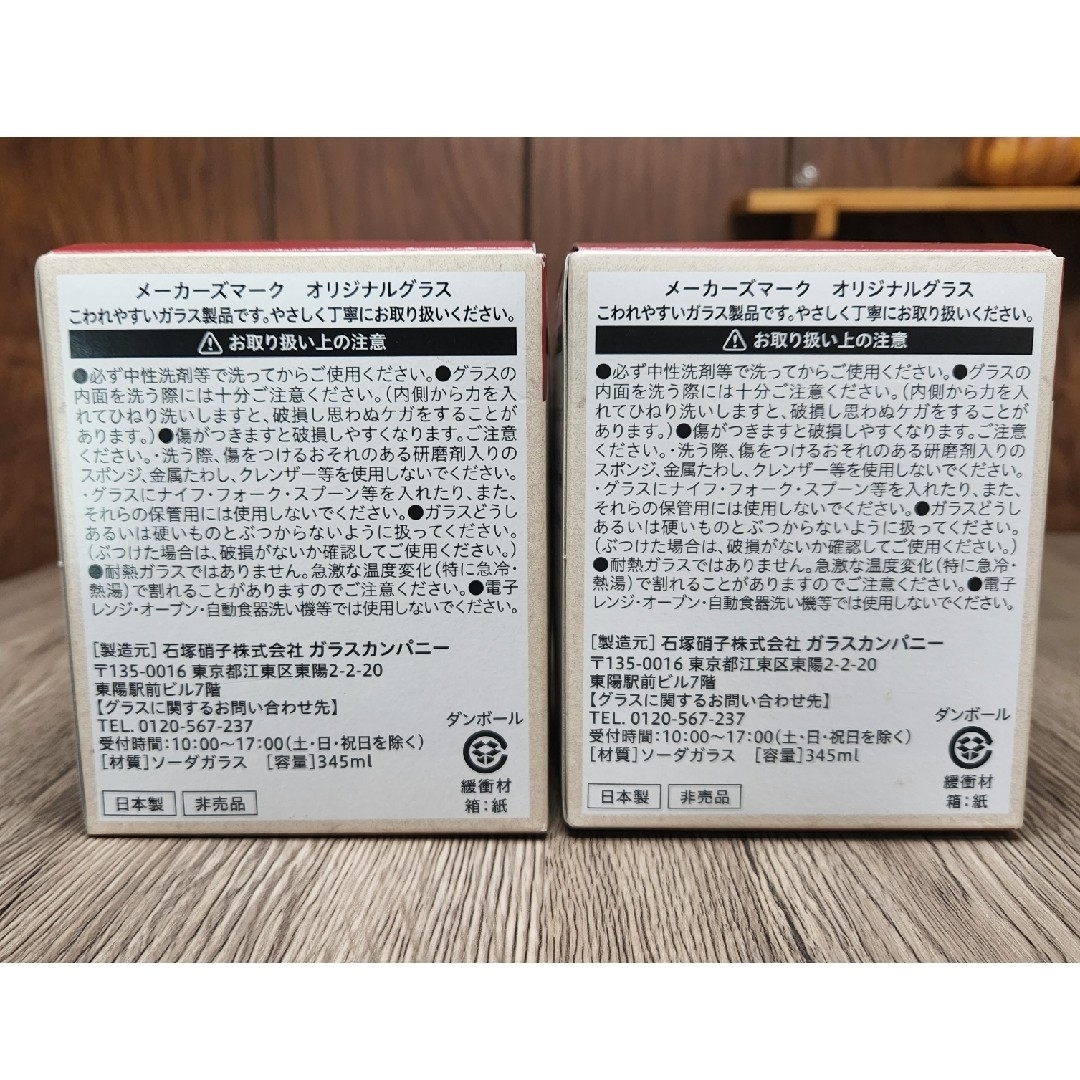 メーカーズマーク オリジナルグラス
こわれやすいガラス製品です。やさしく丁寧にお取り扱いください。
お取り扱い上の注意
●必ず中性洗剤等で洗ってからご使用ください。●グラスの
内面を洗う際には十分ご注意ください。(内側から力を入
れてひねり洗いしますと、破損し思わぬケガをすることが
あります。)●傷がつきますと破損しやすくなります。ご注意
ください。・洗う際、傷をつけるおそれのある研磨剤入りの
スポンジ、金属たわし、クレンザー等を使用しないでください。
・グラスにナイフ・フォーク・スプーン等を入れたり、また、
それらの保管用には使用しないでください。●ガラスどうし
あるいは硬いものとぶつからないように扱ってください。
(ぶつけた場合は、破損がないか確認してご使用ください。)
●耐熱ガラスではありません。急激な温度変化(特に急冷・
熱湯)で割れることがありますのでご注意ください。●電子
レンジ・オーブン・自動食器洗い機等では使用しないでください。
[製造元]石塚硝子株式会社 ガラスカンパニー
〒135-0016 東京都江東区東陽2-2-20
東陽駅前ビル7階
【グラスに関するお問い合わせ先】
TEL. 0120-567-237
受付時間:10:00〜17:00(土・日・祝日を除く)
[材質]ソーダガラス [容量]345ml
日本製 非売品
ダンボール
緩衝材
箱:紙
メーカーズマーク オリジナルグラス
こわれやすいガラス製品です。やさしく丁寧にお取り扱いください。
お取り扱い上の注意
●必ず中性洗剤等で洗ってからご使用ください。●グラスの
内面を洗う際には十分ご注意ください。(内側から力を入
れてひねり洗いしますと、破損し思わぬケガをすることが
あります。)●傷がつきますと破損しやすくなります。ご注意
ください。・洗う際、傷をつけるおそれのある研磨剤入りの
スポンジ、金属たわし、クレンザー等を使用しないでください。
・グラスにナイフ・フォーク・スプーン等を入れたり、また、
それらの保管用には使用しないでください。●ガラスどうし
あるいは硬いものとぶつからないように扱ってください。
(ぶつけた場合は、破損がないか確認してご使用ください。)
●耐熱ガラスではありません。急激な温度変化(特に急冷・
熱湯)で割れることがありますのでご注意ください。●電子
レンジ・オーブン・自動食器洗い機等では使用しないでください。
[製造元]石塚硝子株式会社 ガラスカンパニー
〒135-0016 東京都江東区東陽2-2-20
東陽駅前ビル7階
【グラスに関するお問い合わせ先】
TEL. 0120-567-237
受付時間:10:00〜17:00(土・日・祝日を除く)
[材質]ソーダガラス [容量]345ml
日本製 非売品
ダンボール
緩衝材
箱:紙